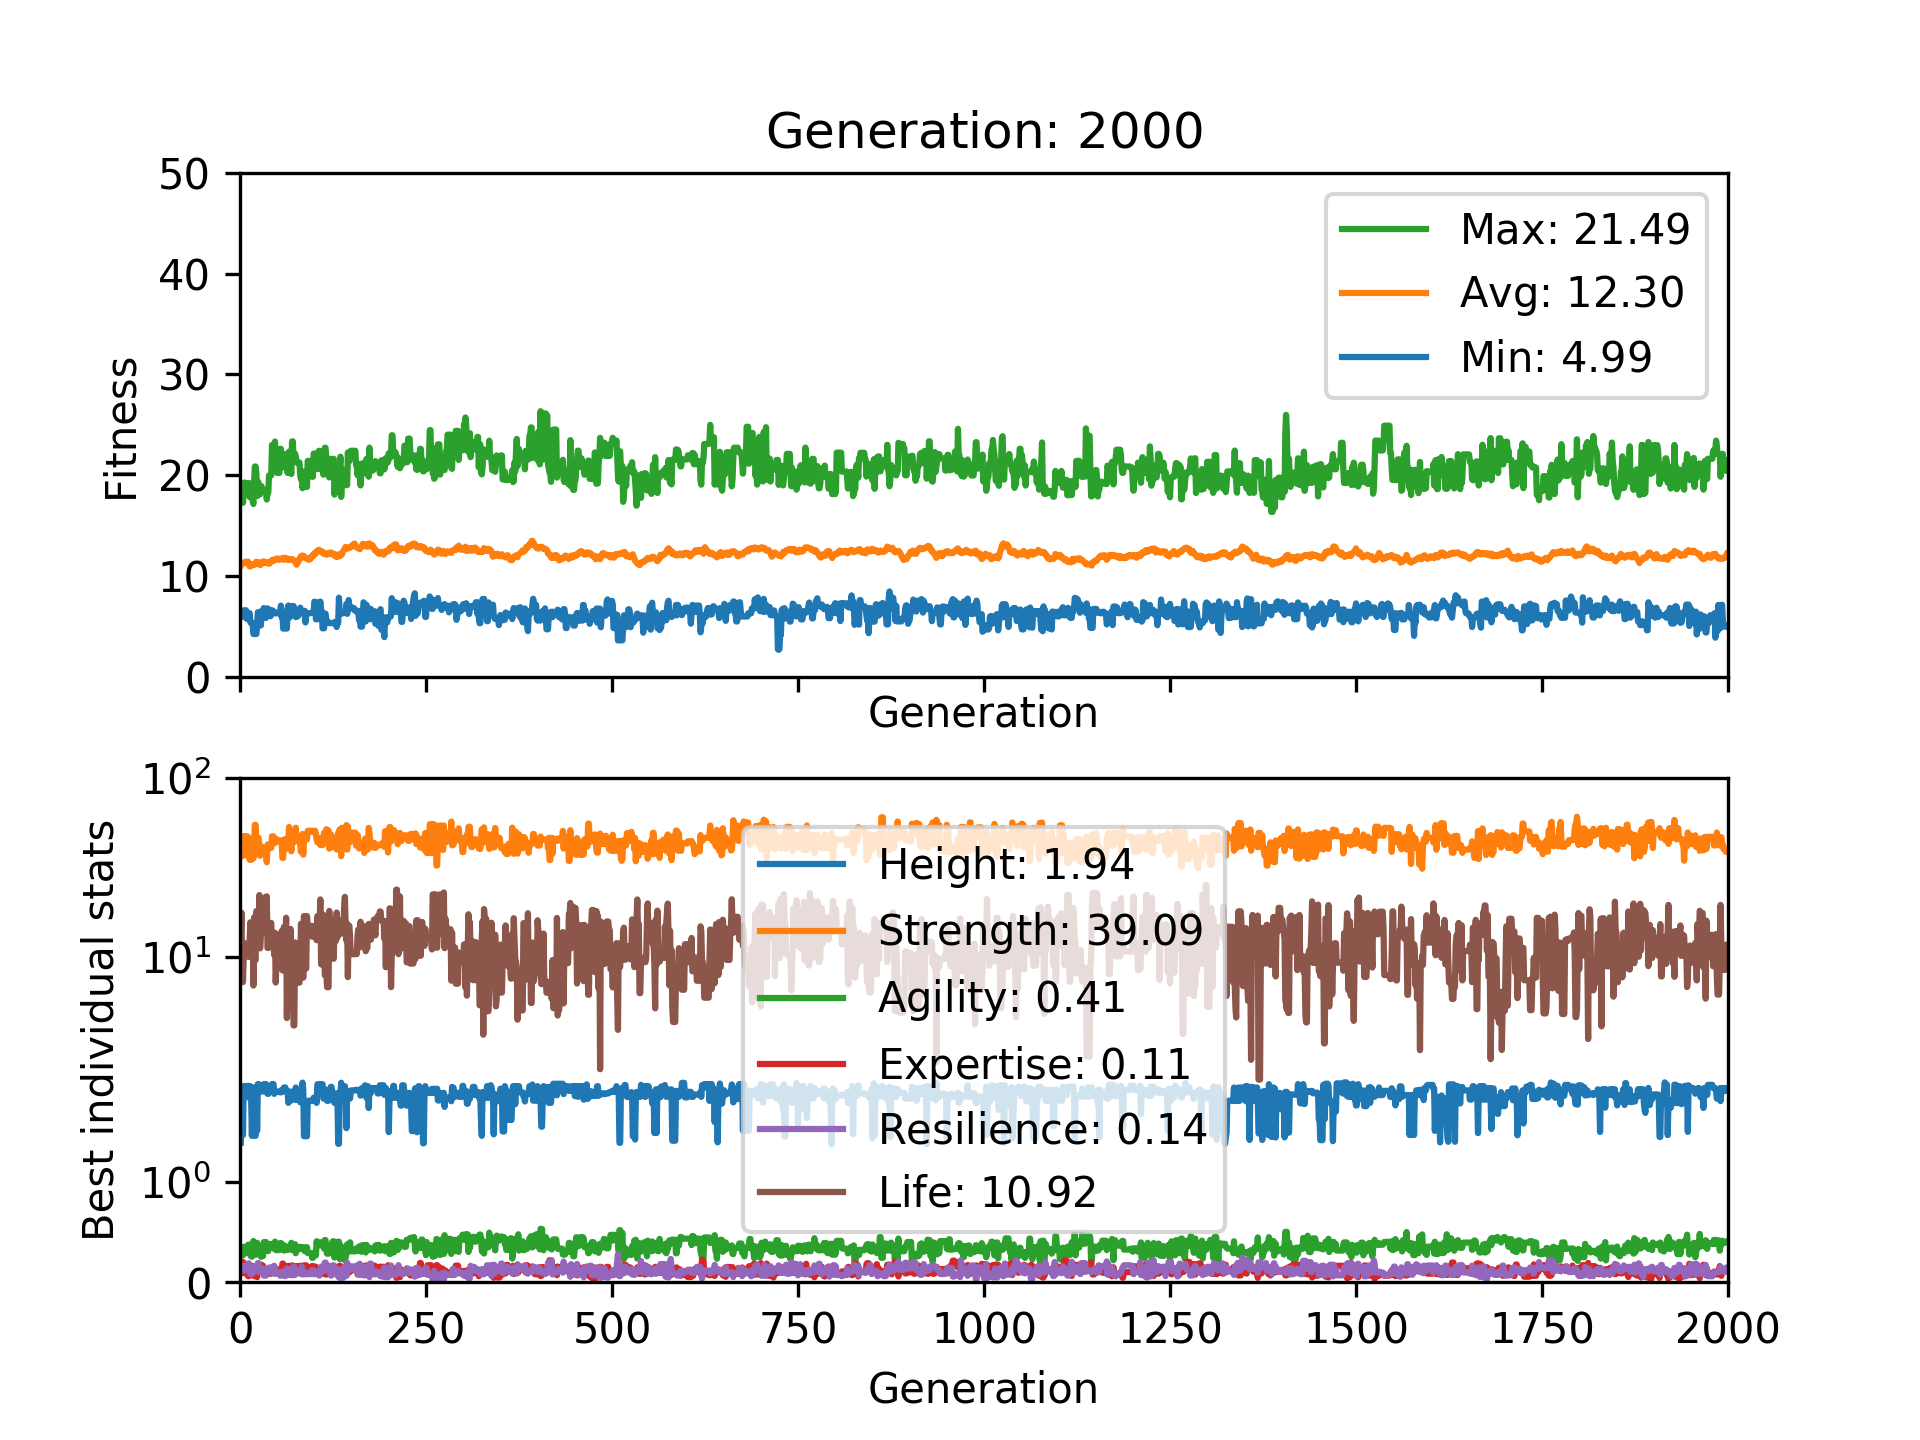 Generation: 2000
50
40
30
20
10
0
Fitness
Max: 21.49
Avg: 12.30
Min: 4.99
Generation
10²
10¹
10⁰
0
Best individual stats
Height: 1.94
Strength: 39.09
Agility: 0.41
Expertise: 0.11
Resilience: 0.14
Life: 10.92
0 250 500 750 1000 1250 1500 1750 2000
Generation